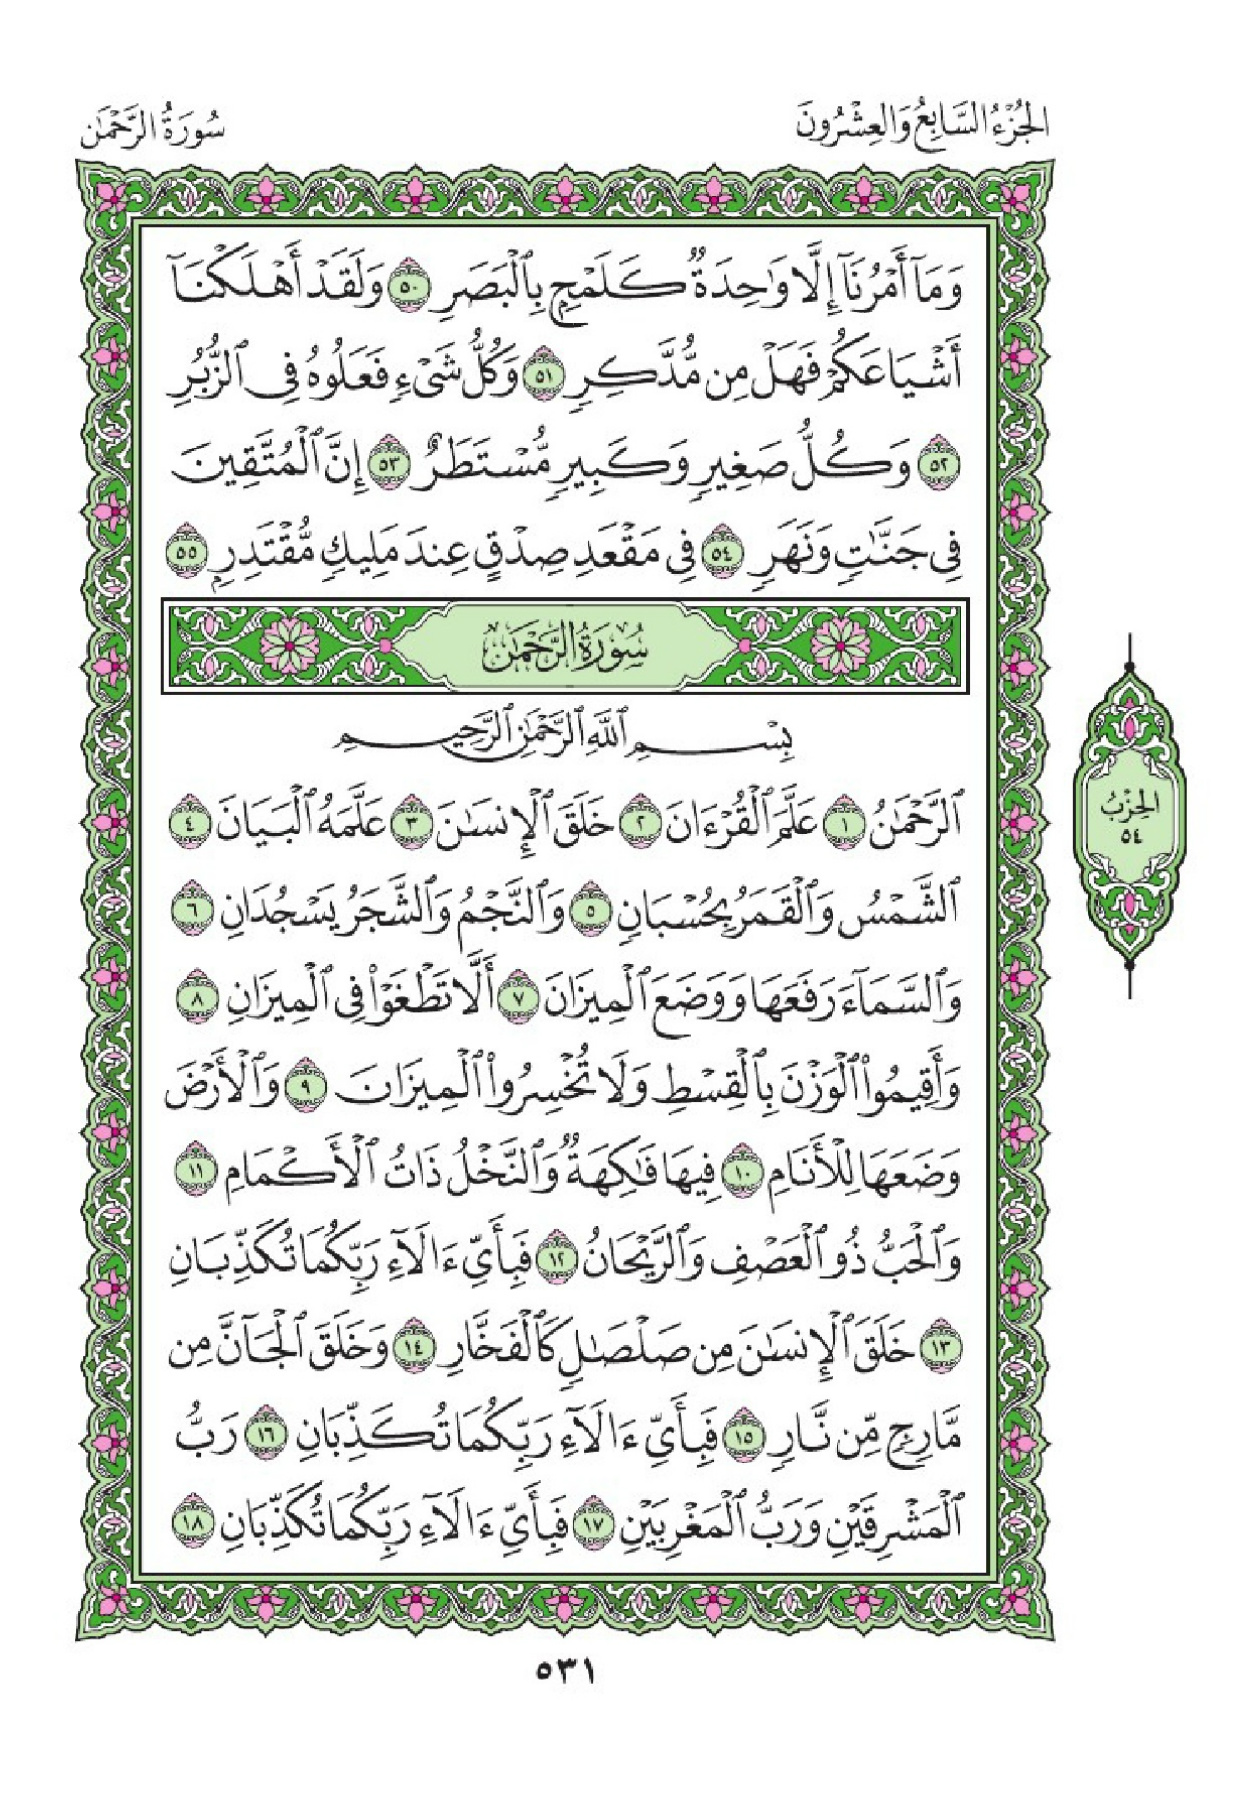 الجُزْءُ السَّابِعُ وَالعِشْرُونَ
سُورَةُ الرَّحْمَٰن
وَمَآ أَمْرُنَآ إِلَّا وَٰحِدَةٌ كَلَمْحٍۭ بِٱلْبَصَرِ ٥٠ وَلَقَدْ أَهْلَكْنَآ
أَشْيَاعَكُمْ فَهَلْ مِن مُّدَّكِرٍ ٥١ وَكُلُّ شَىْءٍ فَعَلُوهُ فِى ٱلزُّبُرِ
٥٢ وَكُلُّ صَغِيرٍ وَكَبِيرٍ مُّسْتَطَرٌ ٥٣ إِنَّ ٱلْمُتَّقِينَ
فِى جَنَّٰتٍ وَنَهَرٍ ٥٤ فِى مَقْعَدِ صِدْقٍ عِندَ مَلِيكٍ مُّقْتَدِرٍۭ ٥٥
سُورَةُ الرَّحْمَٰن
بِسْمِ ٱللَّهِ ٱلرَّحْمَٰنِ ٱلرَّحِيمِ
ٱلرَّحْمَٰنُ ١ عَلَّمَ ٱلْقُرْءَانَ ٢ خَلَقَ ٱلْإِنسَٰنَ ٣ عَلَّمَهُ ٱلْبَيَانَ ٤
ٱلشَّمْسُ وَٱلْقَمَرُ بِحُسْبَانٍ ٥ وَٱلنَّجْمُ وَٱلشَّجَرُ يَسْجُدَانِ ٦
وَٱلسَّمَآءَ رَفَعَهَا وَوَضَعَ ٱلْمِيزَانَ ٧ أَلَّا تَطْغَوْا۟ فِى ٱلْمِيزَانِ ٨
وَأَقِيمُوا۟ ٱلْوَزْنَ بِٱلْقِسْطِ وَلَا تُخْسِرُوا۟ ٱلْمِيزَانَ ٩ وَٱلْأَرْضَ
وَضَعَهَا لِلْأَنَامِ ١٠ فِيهَا فَٰكِهَةٌ وَٱلنَّخْلُ ذَاتُ ٱلْأَكْمَامِ ١١
وَٱلْحَبُّ ذُو ٱلْعَصْفِ وَٱلرَّيْحَانُ ١٢ فَبِأَىِّ ءَالَآءِ رَبِّكُمَا تُكَذِّبَانِ
١٣ خَلَقَ ٱلْإِنسَٰنَ مِن صَلْصَٰلٍ كَٱلْفَخَّارِ ١٤ وَخَلَقَ ٱلْجَآنَّ مِن
مَّارِجٍ مِّن نَّارٍ ١٥ فَبِأَىِّ ءَالَآءِ رَبِّكُمَا تُكَذِّبَانِ ١٦ رَبُّ
ٱلْمَشْرِقَيْنِ وَرَبُّ ٱلْمَغْرِبَيْنِ ١٧ فَبِأَىِّ ءَالَآءِ رَبِّكُمَا تُكَذِّبَانِ ١٨
الحِزْبُ
٥٤
٥٣١